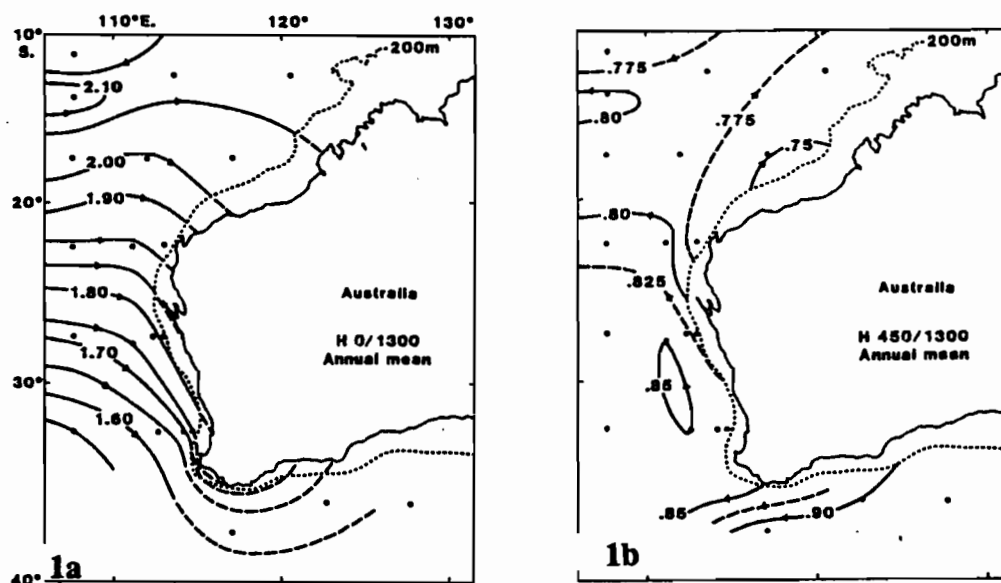 110°E. 120° 130°
10°
S.
200m
2.10
2.00
20°
1.90
1.80
Australia
H 0/1300
Annual mean
1.70
30°
1.60
1a
40°
200m
.775
.80
.775
.75
.80
.825
Australia
H 450/1300
Annual mean
.85
.85
.90
1b